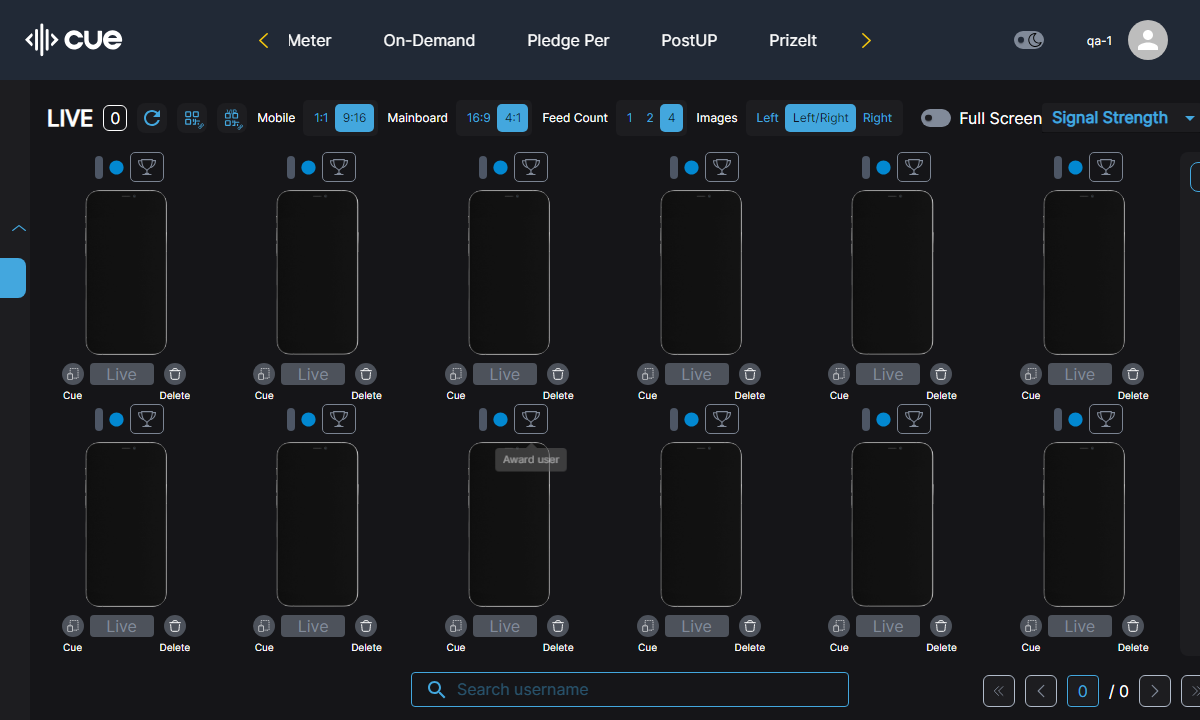 cue
Meter On-Demand Pledge Per PostUP PrizeIt qa-1
LIVE 0 Mobile 1:1 9:16 Mainboard 16:9 4:1 Feed Count 1 2 4 Images Left Left/Right Right Full Screen Signal Strength
Live Live Live Live Live Live
Cue Delete Cue Delete Cue Delete Cue Delete Cue Delete Cue Delete
Award user
Live Live Live Live Live Live
Cue Delete Cue Delete Cue Delete Cue Delete Cue Delete Cue Delete
Search username
0 / 0